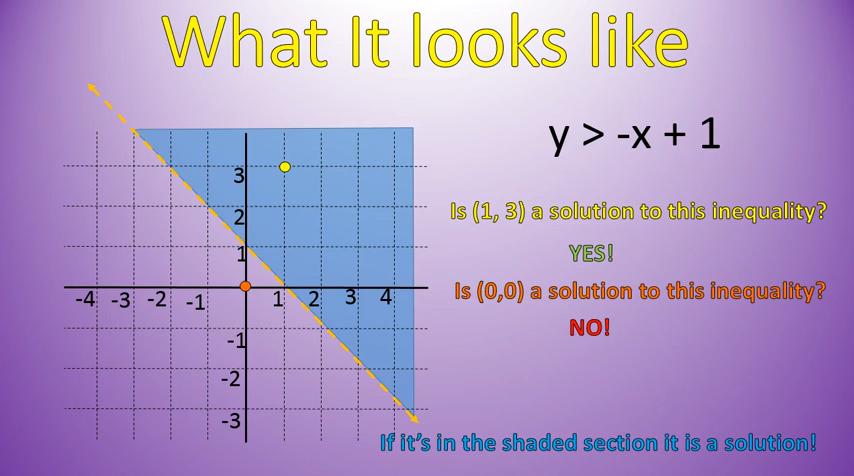 What It looks like
y > -x + 1
3
Is (1, 3) a solution to this inequality?
2
1
YES!
-4 -3 -2 -1 1 2 3 4
Is (0,0) a solution to this inequality?
NO!
-1
-2
-3
If it's in the shaded section it is a solution!